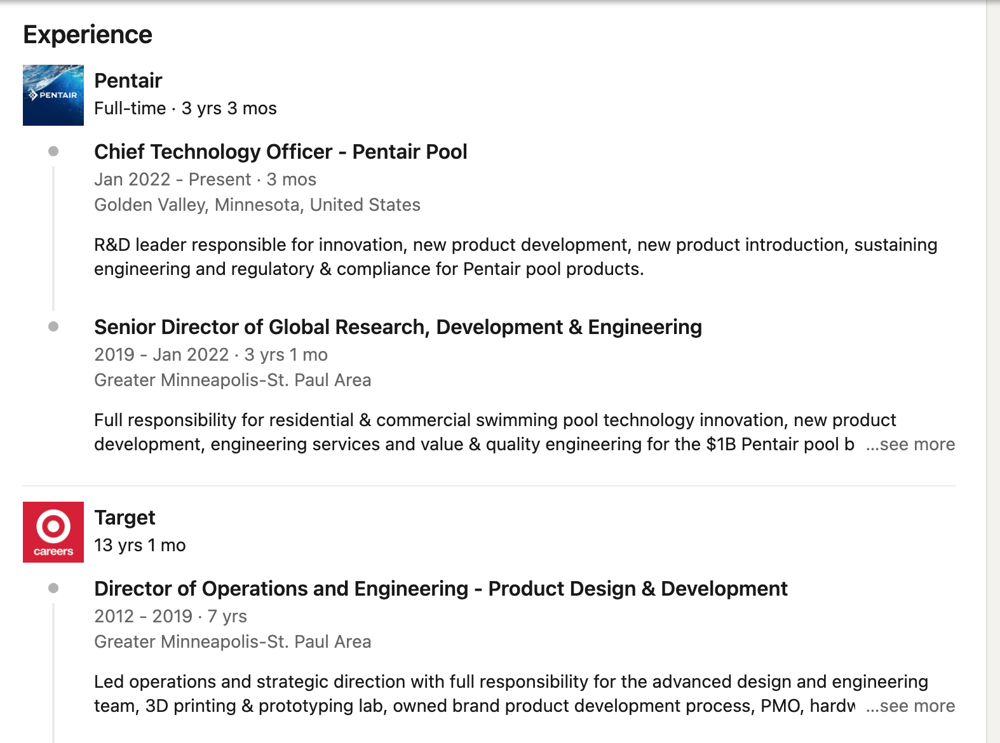 Experience
PENTAIR
Pentair
Full-time · 3 yrs 3 mos
Chief Technology Officer - Pentair Pool
Jan 2022 - Present · 3 mos
Golden Valley, Minnesota, United States
R&D leader responsible for innovation, new product development, new product introduction, sustaining
engineering and regulatory & compliance for Pentair pool products.
Senior Director of Global Research, Development & Engineering
2019 - Jan 2022 · 3 yrs 1 mo
Greater Minneapolis-St. Paul Area
Full responsibility for residential & commercial swimming pool technology innovation, new product
development, engineering services and value & quality engineering for the $1B Pentair pool b ...see more
careers
Target
13 yrs 1 mo
Director of Operations and Engineering - Product Design & Development
2012 - 2019 · 7 yrs
Greater Minneapolis-St. Paul Area
Led operations and strategic direction with full responsibility for the advanced design and engineering
team, 3D printing & prototyping lab, owned brand product development process, PMO, hardw ...see more